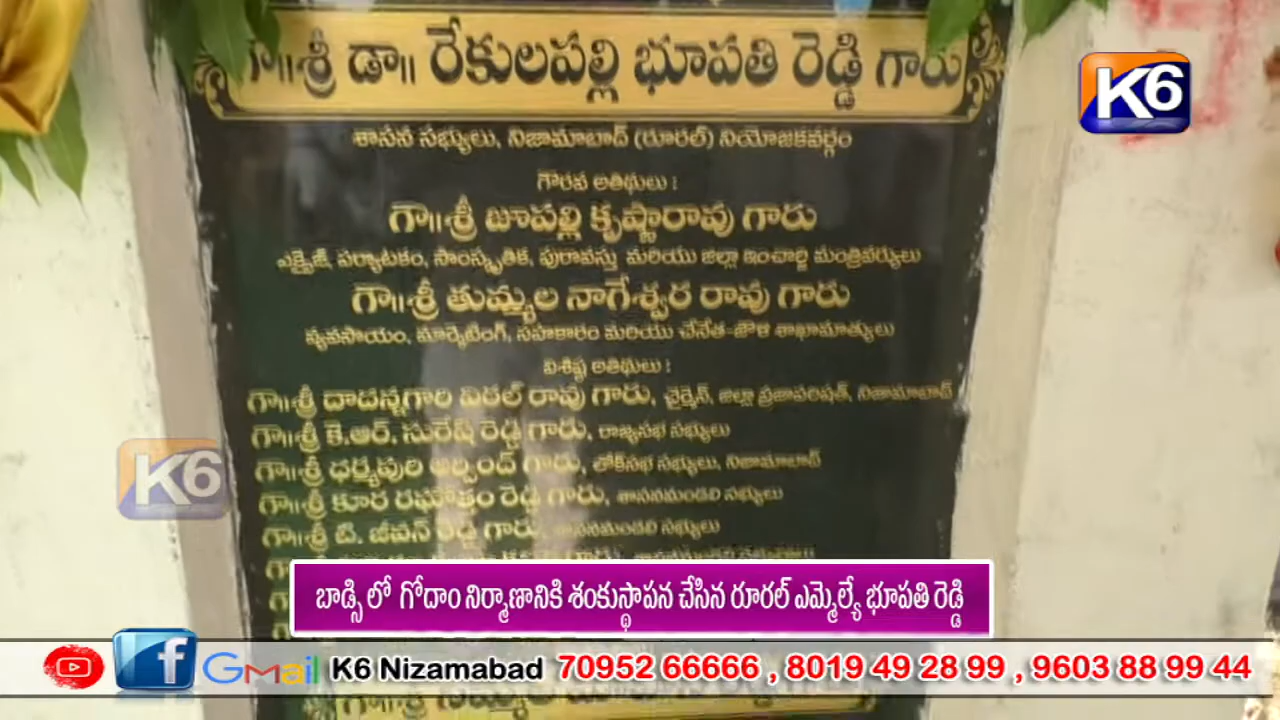 గా॥శ్రీ డా॥ రేకులపల్లి భూపతి రెడ్డి గారు
K6
శాసన సభ్యులు, నిజామాబాద్ (రూరల్) నియోజకవర్గం
గౌరవ అతిథులు :
గా॥శ్రీ జూపల్లి కృష్ణారావు గారు
ఎక్సైజ్, పర్యాటకం, సాంస్కృతిక, పురావస్తు మరియు జిల్లా ఇంచార్జి మంత్రివర్యులు
గా॥శ్రీ తుమ్మల నాగేశ్వర రావు గారు
వ్యవసాయం, మార్కెటింగ్, సహకారం మరియు చేనేత-జౌళి శాఖామాత్యులు
విశిష్ట అతిథులు :
గా॥శ్రీ దాదన్నగారి విఠల్ రావు గారు, చైర్మైన్, జిల్లా ప్రజాపరిషత్, నిజామాబాద్
గా॥శ్రీ కె.ఆర్. సురేష్ రెడ్డి గారు, రాజ్యసభ సభ్యులు
గా॥శ్రీ ధర్మపురి అర్వింద్ గారు, లోక్‌సభ సభ్యులు, నిజామాబాద్
K6
గా॥శ్రీ కూర రఘోత్తం రెడ్డి గారు, శాసనమండలి సభ్యులు
గా॥శ్రీ టి. జీవన్ రెడ్డి గారు, శాసనమండలి సభ్యులు
బాడ్సి లో గోదాం నిర్మాణానికి శంకుస్థాపన చేసిన రూరల్ ఎమ్మెల్యే భూపతి రెడ్డి
f Gmail K6 Nizamabad 70952 66666 , 8019 49 28 99 , 9603 88 99 44